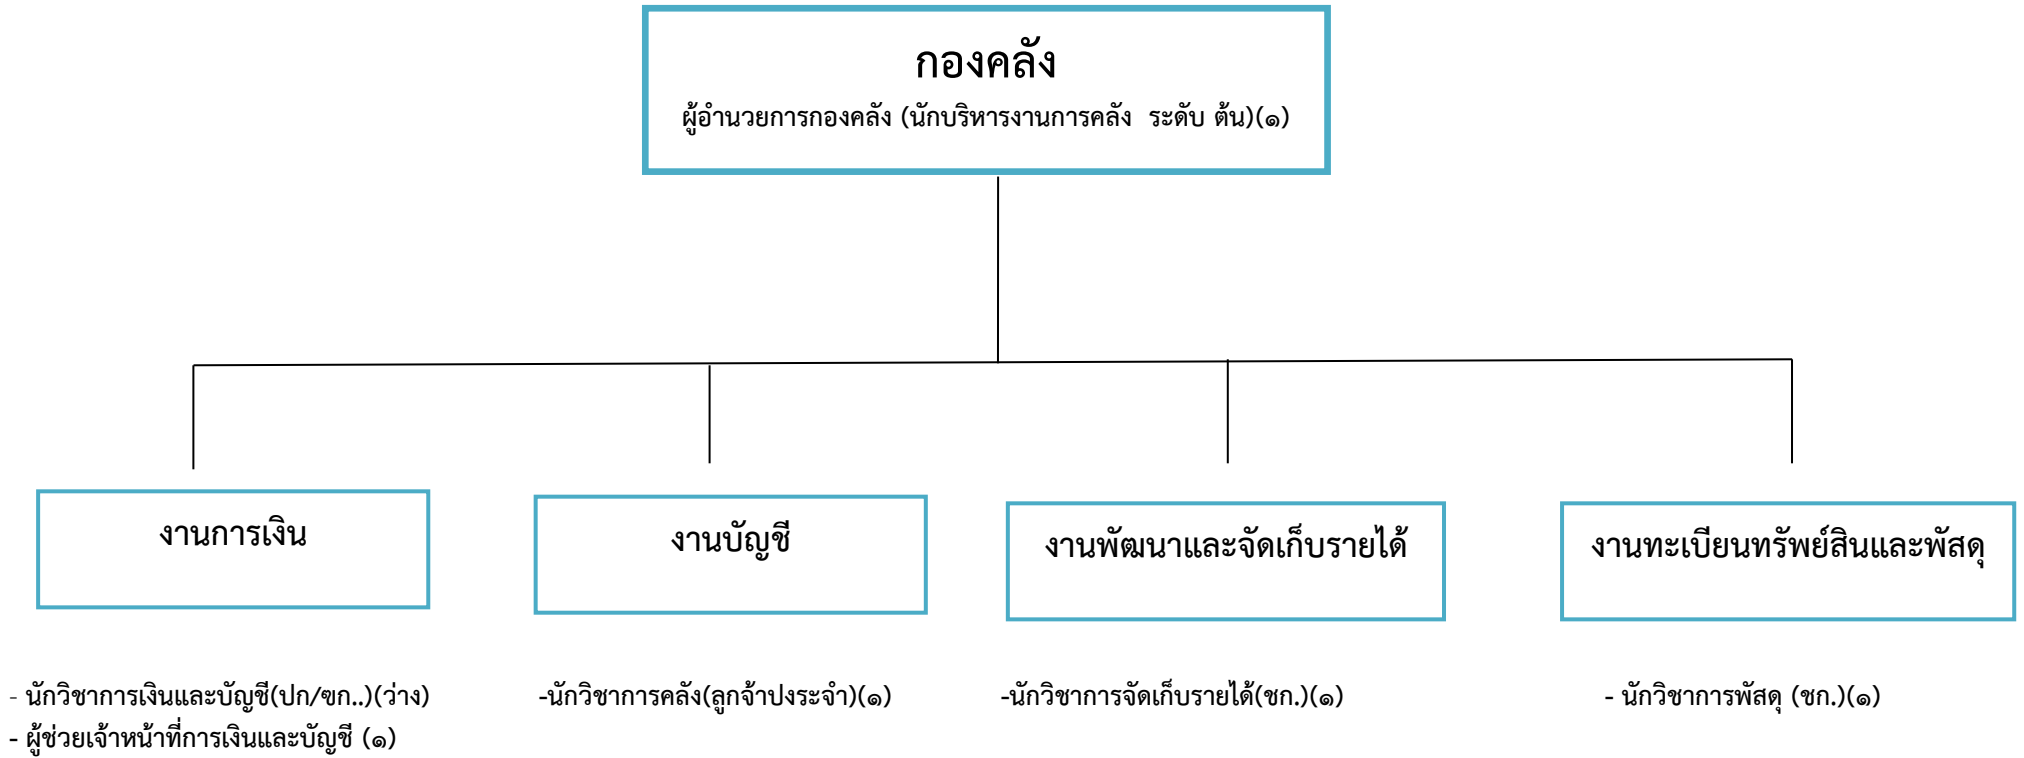 กองคลัง
ผู้อำนวยการกองคลัง (นักบริหารงานการคลัง  ระดับ ต้น)(๑)
งานการเงิน
งานบัญชี
งานพัฒนาและจัดเก็บรายได้
งานทะเบียนทรัพย์สินและพัสดุ
- นักวิชาการเงินและบัญชี(ปก/ฃก..)(ว่าง)
- ผู้ช่วยเจ้าหน้าที่การเงินและบัญชี (๑)
-นักวิชาการคลัง(ลูกจ้าปงระจำ)(๑)
-นักวิชาการจัดเก็บรายได้(ชก.)(๑)
- นักวิชาการพัสดุ (ชก.)(๑)